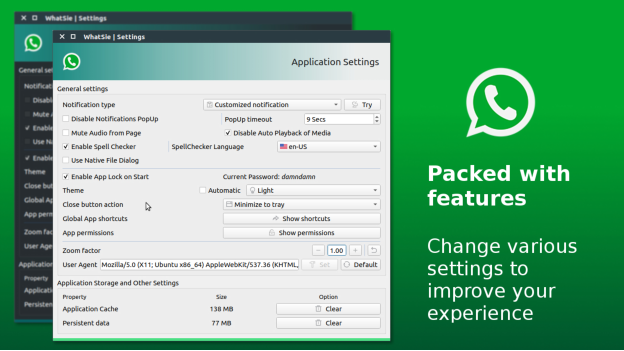 WhatSie | Settings
WhatSie | Settings
Application Settings
General settings
Notification type Customized notification Try
Disable Notifications PopUp PopUp timeout 9 Secs
Mute Audio from Page Disable Auto Playback of Media
Enable Spell Checker SpellChecker Language en-US
Use Native File Dialog
Enable App Lock on Start Current Password: damndamn
Theme Automatic Light
Close button action Minimize to tray
Global App shortcuts Show shortcuts
App permissions Show permissions
Zoom factor 1.00
User Agent Mozilla/5.0 (X11; Ubuntu x86_64) AppleWebKit/537.36 (KHTML, Set Default
Application Storage and Other Settings
Property Size Option
Application Cache 138 MB Clear
Persistent data 77 MB Clear
General se
Notificat
Disabl
Mute A
Enable
Use Na
Enable
Theme
Close but
Global Ap
App perm
Zoom fac
User Age
Application
Property
Applicati
Persisten
Packed with
features
Change various
settings to
improve your
experience